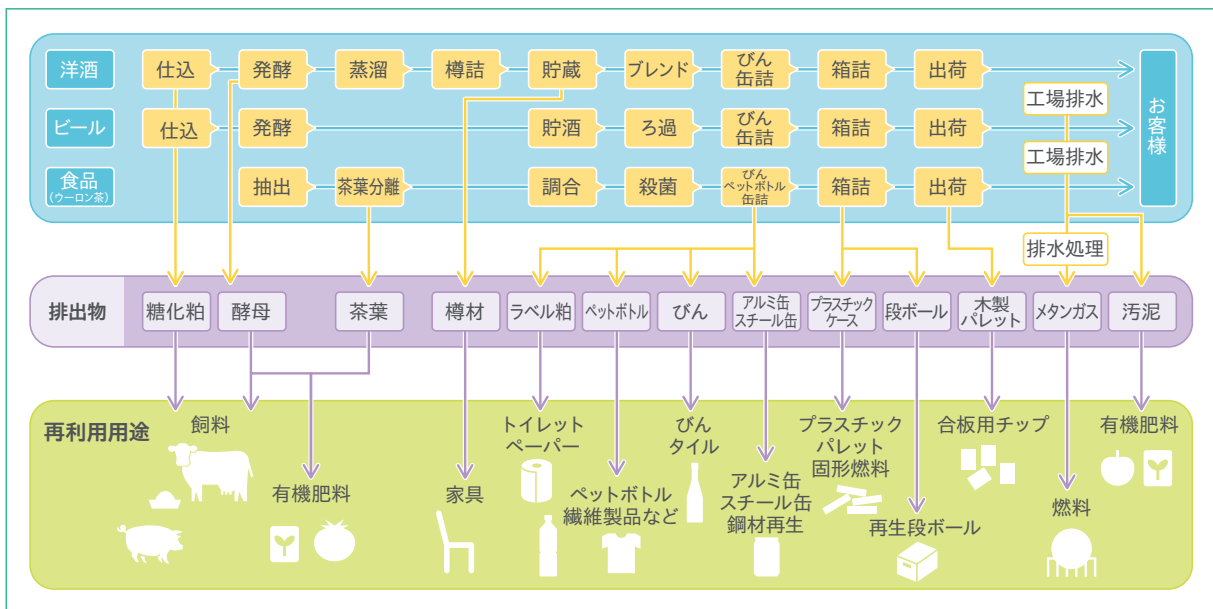 洋酒
仕込
発酵
蒸溜
樽詰
貯蔵
ブレンド
びん
缶詰
箱詰
出荷
工場排水
お客様
ビール
仕込
発酵
貯酒
ろ過
びん
缶詰
箱詰
出荷
工場排水
食品
(ウーロン茶)
抽出
茶葉分離
調合
殺菌
びん
ペットボトル
缶詰
箱詰
出荷
排水処理
排出物
糖化粕
酵母
茶葉
樽材
ラベル粕
ペットボトル
びん
アルミ缶
スチール缶
プラスチック
ケース
段ボール
木製
パレット
メタンガス
汚泥
再利用用途
飼料
有機肥料
家具
トイレット
ペーパー
ペットボトル
繊維製品など
びん
タイル
アルミ缶
スチール缶
鋼材再生
プラスチック
パレット
固形燃料
再生段ボール
合板用チップ
燃料
有機肥料